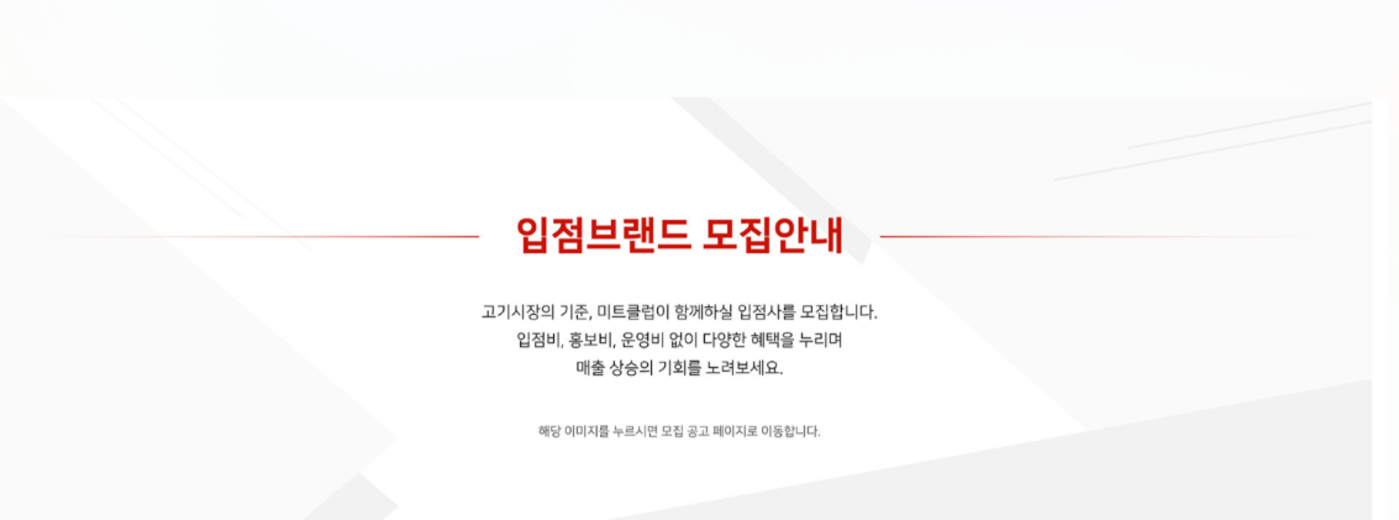 입점브랜드 모집안내
고기시장의 기준, 미트클럽이 함께하실 입점사를 모집합니다.
입점비, 홍보비, 운영비 없이 다양한 혜택을 누리며
매출 상승의 기회를 노려보세요.
해당 이미지를 누르시면 모집 공고 페이지로 이동합니다.